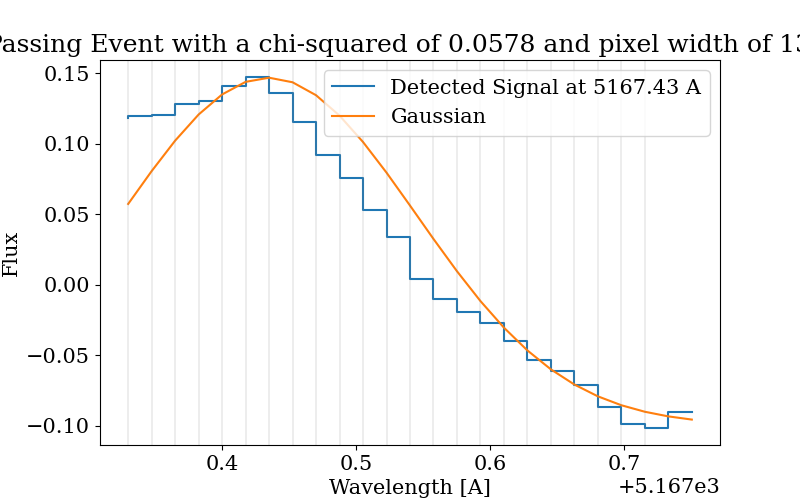 Passing Event with a chi-squared of 0.0578 and pixel width of 13
Detected Signal at 5167.43 A
Gaussian
Flux
0.15
0.10
0.05
0.00
−0.05
−0.10
0.4 0.5 0.6 0.7
Wavelength [A]
+5.167e3